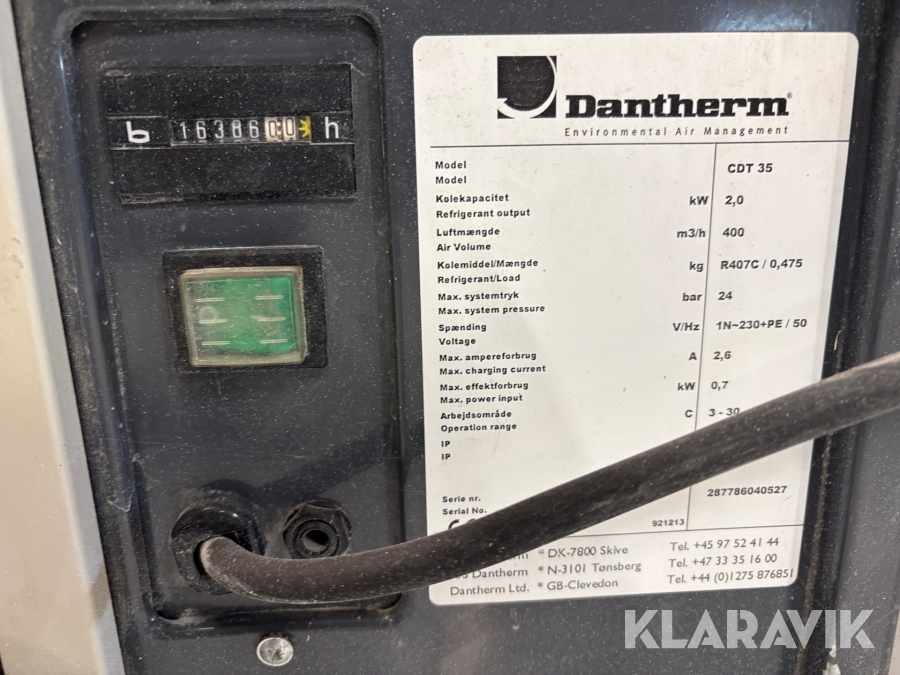 16386 00 h
Dantherm®
Environmental Air Management
Model CDT 35
Model
Kølekapacitet kW 2,0
Refrigerant output
Luftmængde m3/h 400
Air Volume
Kolemiddel/Mængde kg R407C / 0,475
Refrigerant/Load
Max. systemtryk bar 24
Max. system pressure
Spænding V/Hz 1N~230+PE / 50
Voltage
Max. ampereforbrug A 2,6
Max. charging current
Max. effektforbrug kW 0,7
Max. power input
Arbejdsområde C 3 - 30
Operation range
IP
IP
Serie nr. 287786040527
Serial No.
921213
* DK-7800 Skive Tel. +45 97 52 41 44
Dantherm * N-3101 Tønsberg Tel. +47 33 35 16 00
Dantherm Ltd. * GB-Clevedon Tel. +44 (0)1275 876851
KLARAVIK